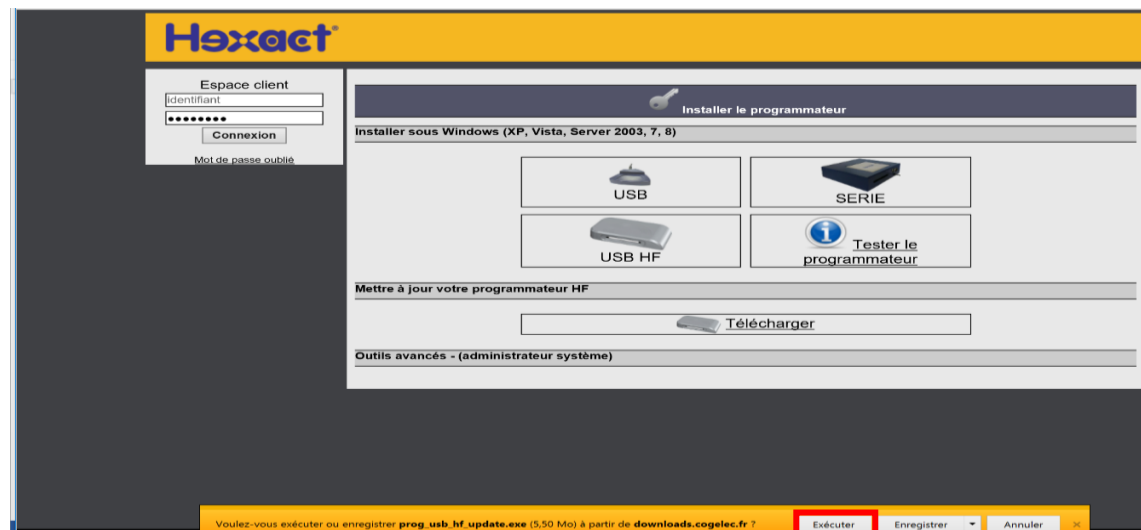 Hexact®
Espace client
identifiant
••••••••
Connexion
Mot de passe oublié
Installer le programmateur
Installer sous Windows (XP, Vista, Server 2003, 7, 8)
USB
SERIE
USB HF
Tester le
programmateur
Mettre à jour votre programmateur HF
Télécharger
Outils avancés - (administrateur système)
Voulez-vous exécuter ou enregistrer prog_usb_hf_update.exe (5,50 Mo) à partir de downloads.cogelec.fr ?
Exécuter
Enregistrer
Annuler